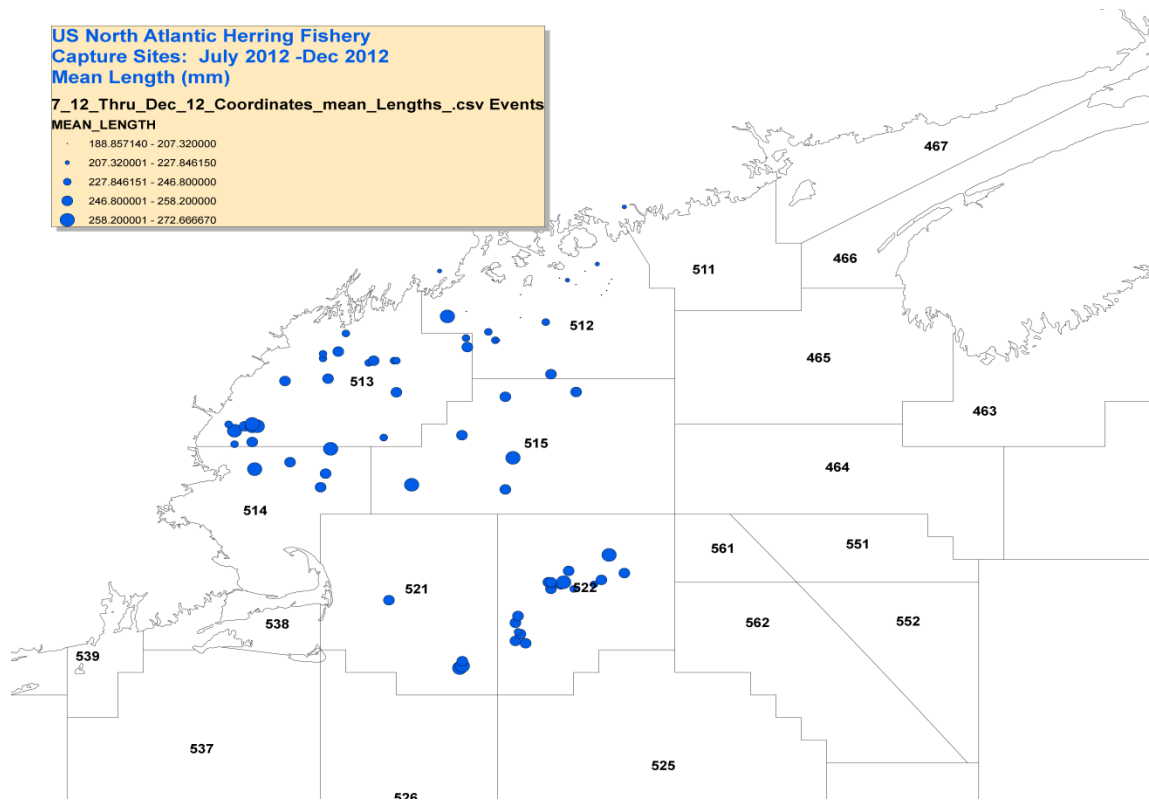 US North Atlantic Herring Fishery
Capture Sites:  July 2012 -Dec 2012
Mean Length (mm)
7_12_Thru_Dec_12_Coordinates_mean_Lengths_.csv Events
MEAN_LENGTH
188.857140 - 207.320000
207.320001 - 227.846150
227.846151 - 246.800000
246.800001 - 258.200000
258.200001 - 272.666670
467
466
511
512
465
513
463
515
464
514
561
551
521
522
538
562
552
539
537
525
526